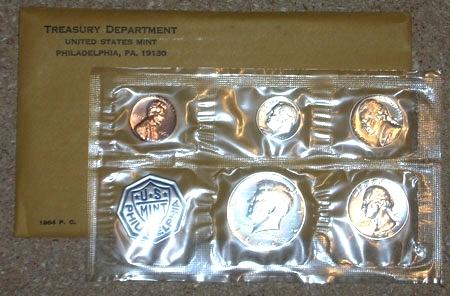 TREASURY DEPARTMENT
UNITED STATES MINT
PHILADELPHIA, PA. 19130
U·S
MINT
PHILADELPHIA
1964 P. C.